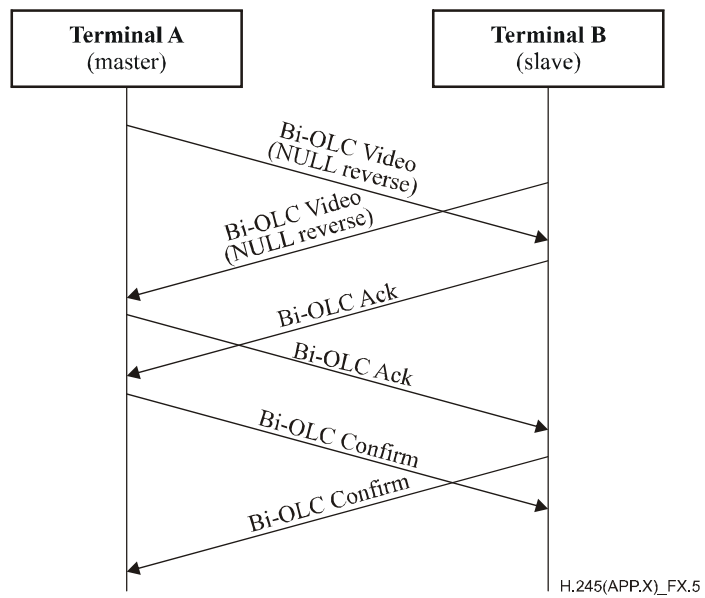 Terminal A
(master)
Terminal B
(slave)
Bi-OLC Video
(NULL reverse)
Bi-OLC Video
(NULL reverse)
Bi-OLC Ack
Bi-OLC Ack
Bi-OLC Confirm
Bi-OLC Confirm
H.245(APP.X)_FX.5